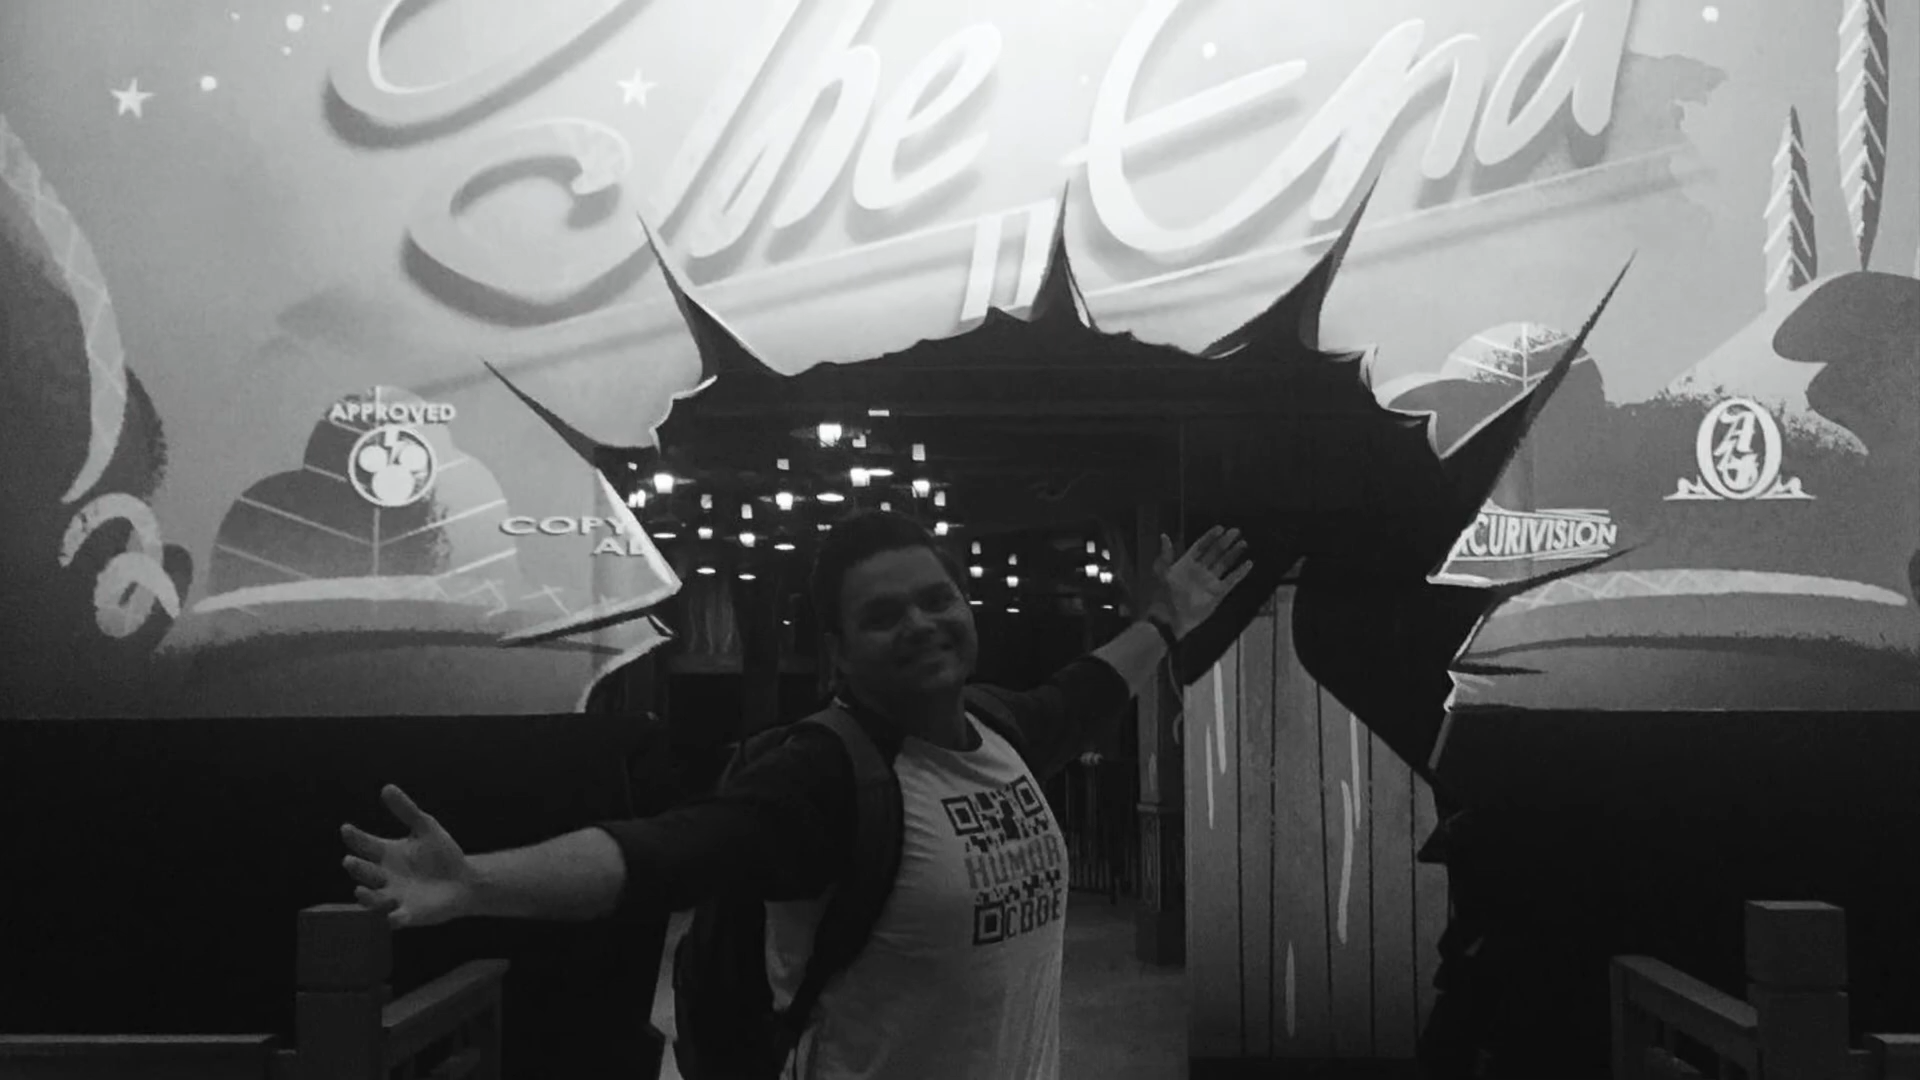 The End
APPROVED
COPY
AL
CURIVISION
HUMOR
CODE